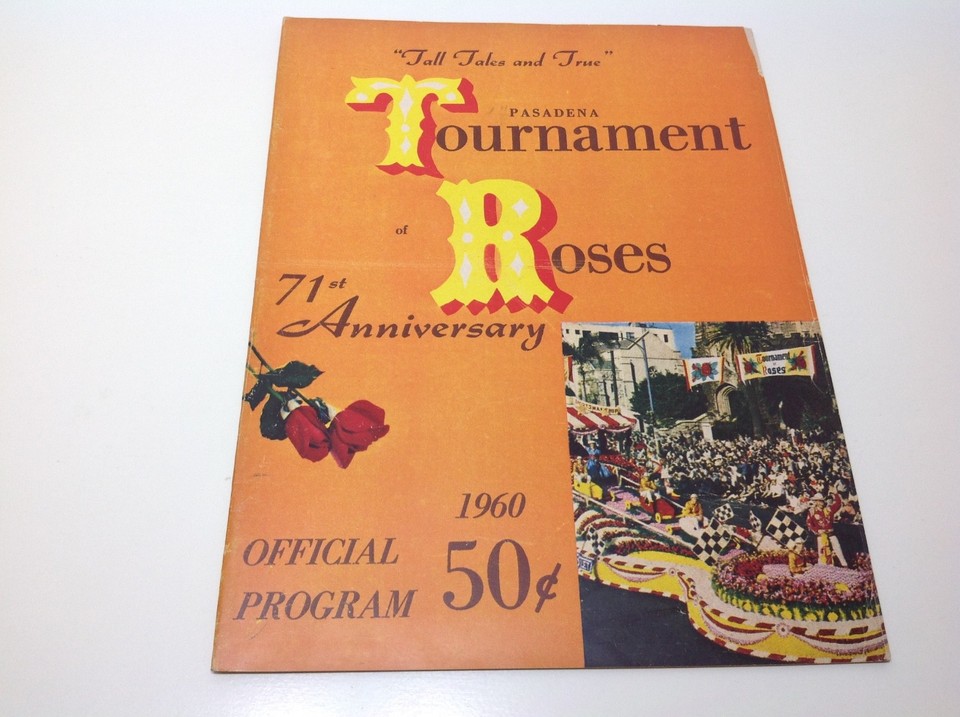 "Tall Tales and True"
PASADENA
Tournament
of
Roses
71st
Anniversary
Tournament
Roses
1960
OFFICIAL
PROGRAM
50¢